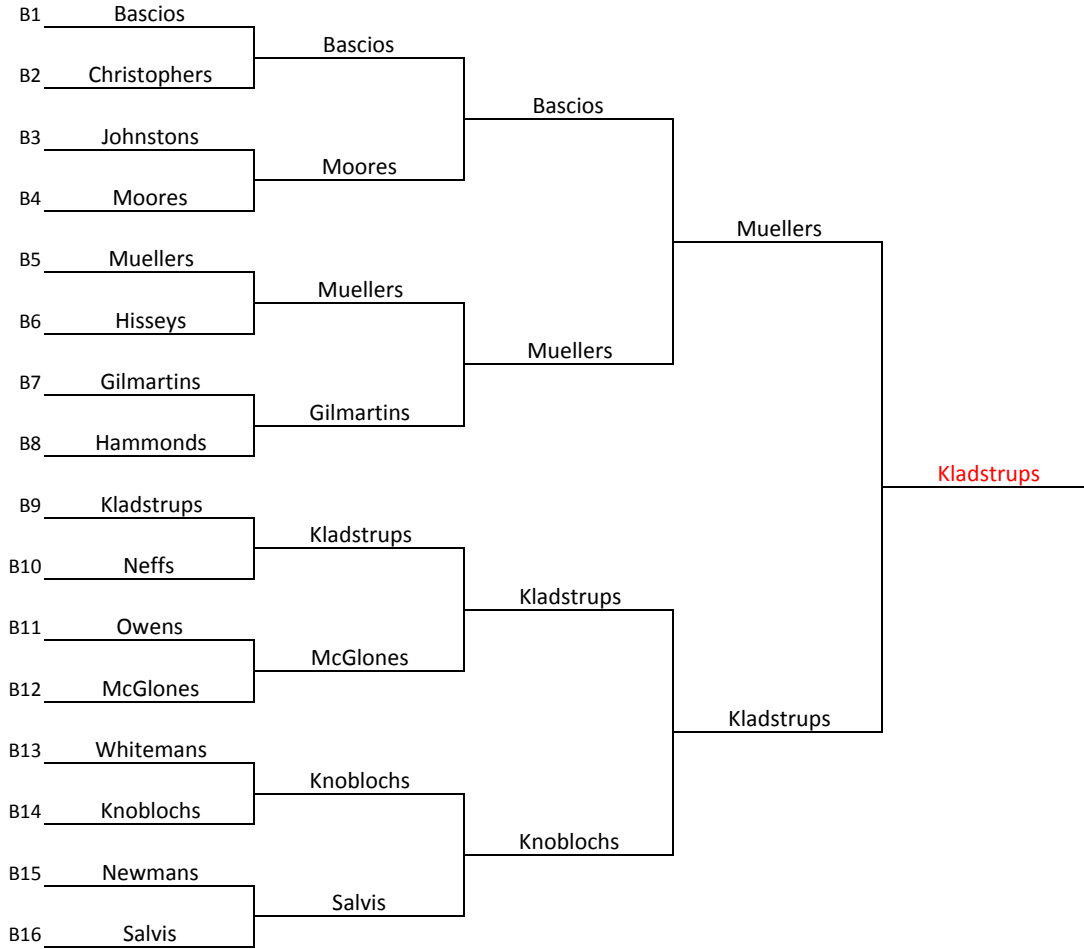 B1 Bascios
Bascios
B2 Christophers
Bascios
B3 Johnstons
Moores
B4 Moores
Muellers
B5 Muellers
Muellers
B6 Hisseys
Muellers
B7 Gilmartins
Gilmartins
B8 Hammonds
Kladstrups
B9 Kladstrups
Kladstrups
B10 Neffs
Kladstrups
B11 Owens
McGlones
B12 McGlones
Kladstrups
B13 Whitemans
Knoblochs
B14 Knoblochs
Knoblochs
B15 Newmans
Salvis
B16 Salvis